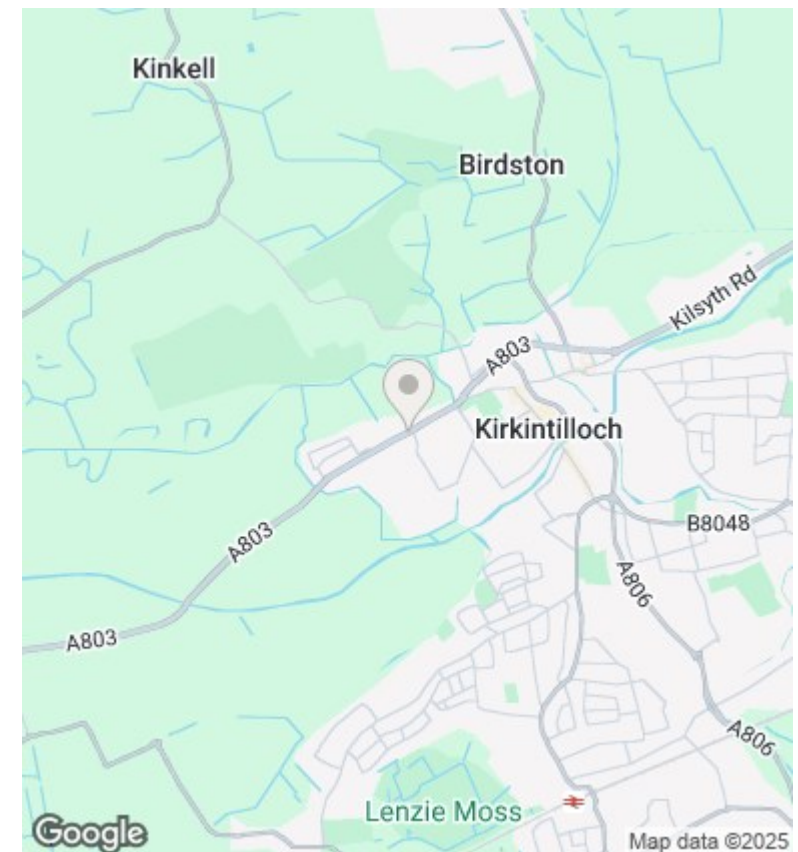 Kinkell
Birdston
Kilsyth Rd
A803
Kirkintilloch
B8048
A803
A806
A803
A806
Lenzie Moss
Google
Map data ©2025